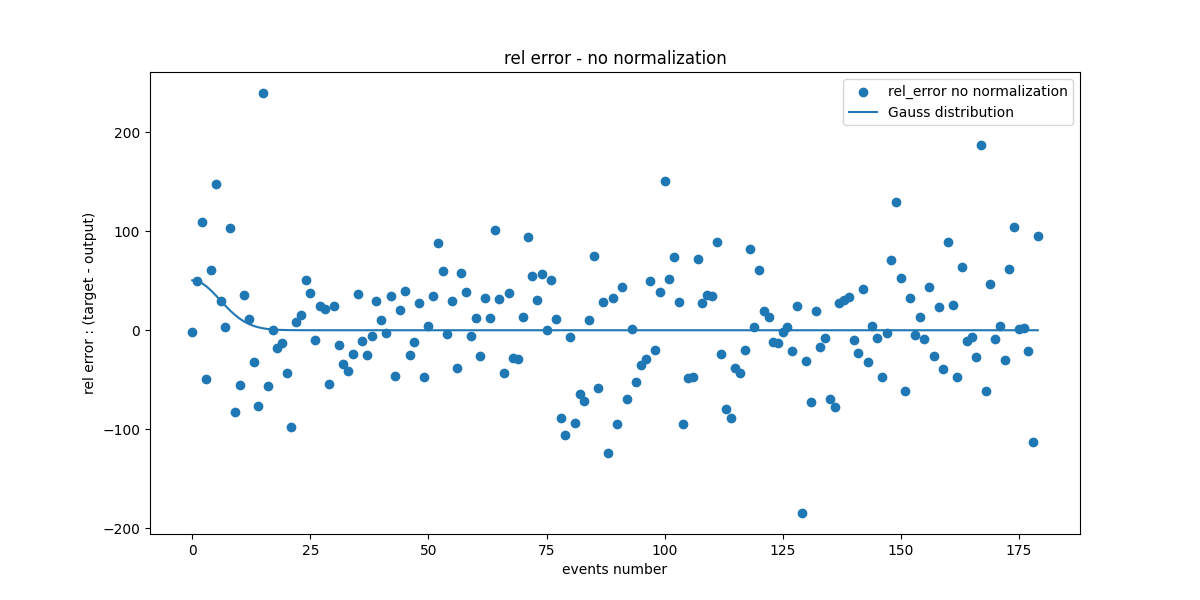 rel error - no normalization
rel_error no normalization
Gauss distribution
rel error : (target - output)
200
100
0
−100
−200
0 25 50 75 100 125 150 175
events number